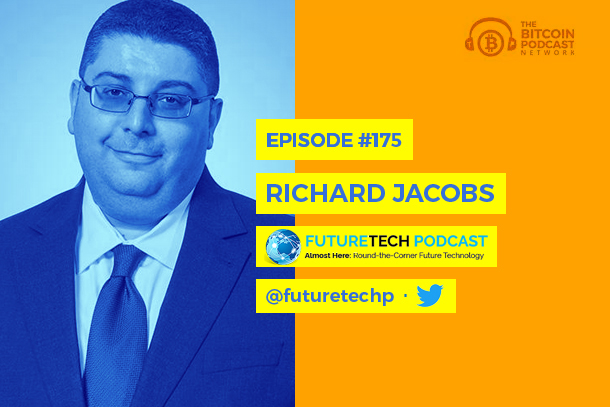 THE
BITCOIN
PODCAST
NETWORK
EPISODE #175
RICHARD JACOBS
FUTURETECH PODCAST
Almost Here: Round-the-Corner Future Technology
@futuretechp ·